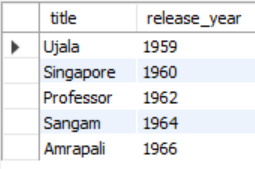 title release_year
Ujala 1959
Singapore 1960
Professor 1962
Sangam 1964
Amrapali 1966